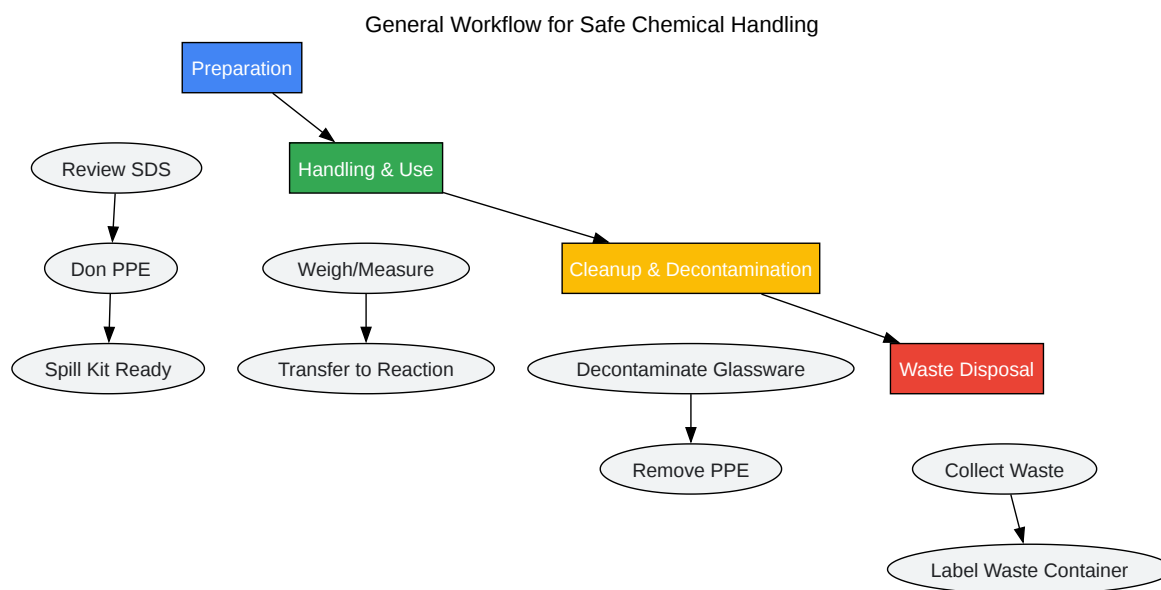 General Workflow for Safe Chemical Handling
Preparation
Review SDS
Handling & Use
Don PPE
Weigh/Measure
Cleanup & Decontamination
Spill Kit Ready
Transfer to Reaction
Decontaminate Glassware
Waste Disposal
Remove PPE
Collect Waste
Label Waste Container